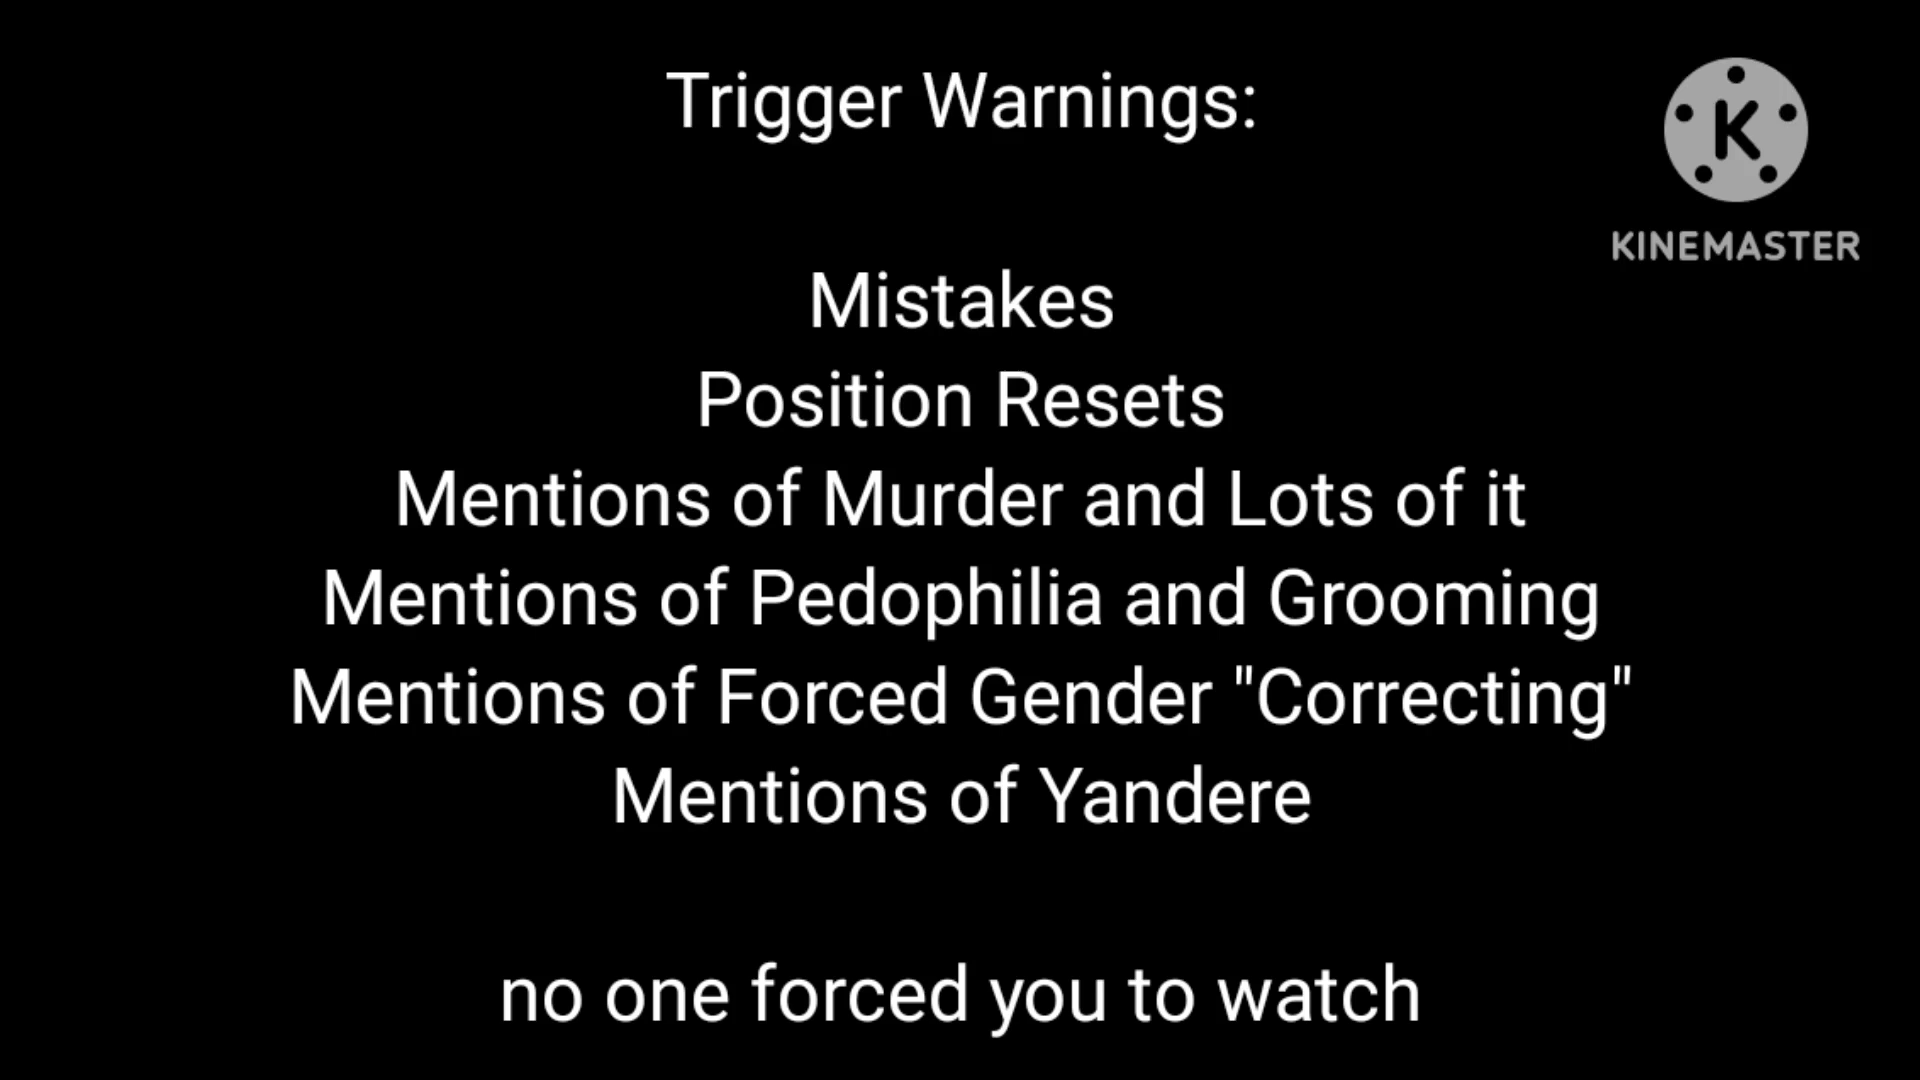 Trigger Warnings:
K
KINEMASTER
Mistakes
Position Resets
Mentions of Murder and Lots of it
Mentions of Pedophilia and Grooming
Mentions of Forced Gender "Correcting"
Mentions of Yandere
no one forced you to watch